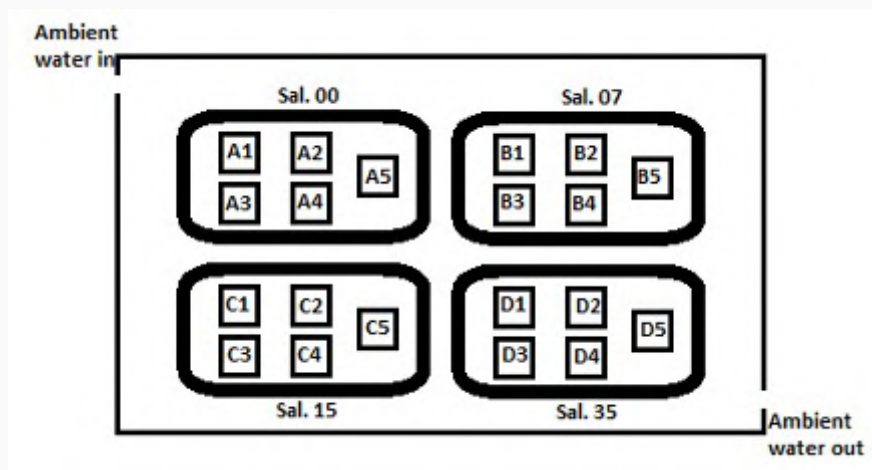 Ambient
water in
Sal. 00
Sal. 07
A1
A2
A5
A3
A4
B1
B2
B5
B3
B4
C1
C2
C5
C3
C4
D1
D2
D5
D3
D4
Sal. 15
Sal. 35
Ambient
water out